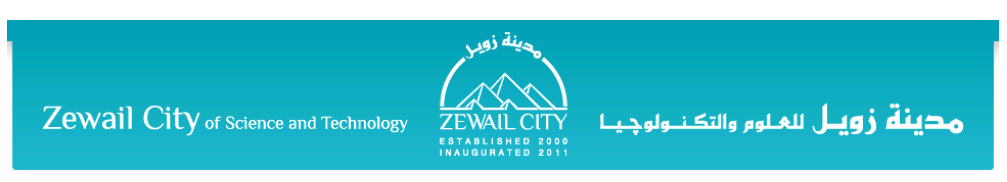 Zewail City of Science and Technology
مدينة زويل
ZEWAIL CITY
ESTABLISHED 2000
INAUGURATED 2011
مدينة زويل للعلوم والتكنولوجيا